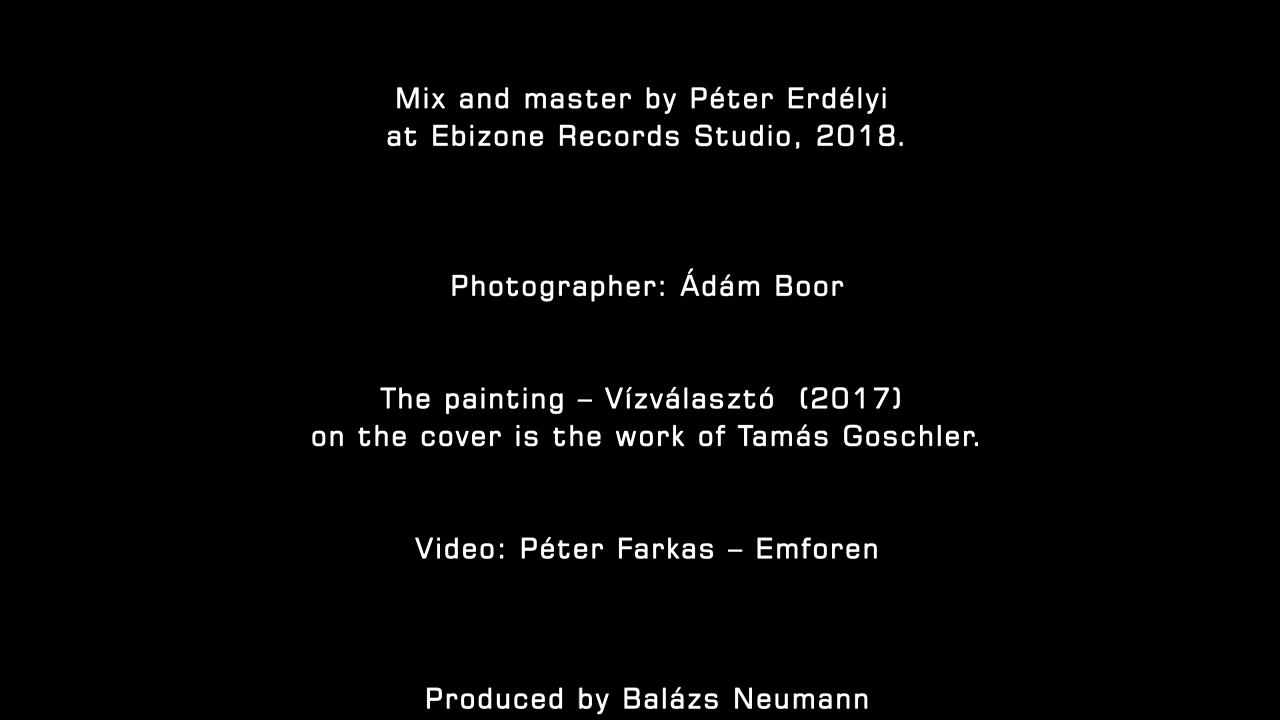 Mix and master by Péter Erdélyi
at Ebizone Records Studio, 2018.
Photographer: Ádám Boor
The painting – Vízválasztó (2017)
on the cover is the work of Tamás Goschler.
Video: Péter Farkas – Emforen
Produced by Balázs Neumann